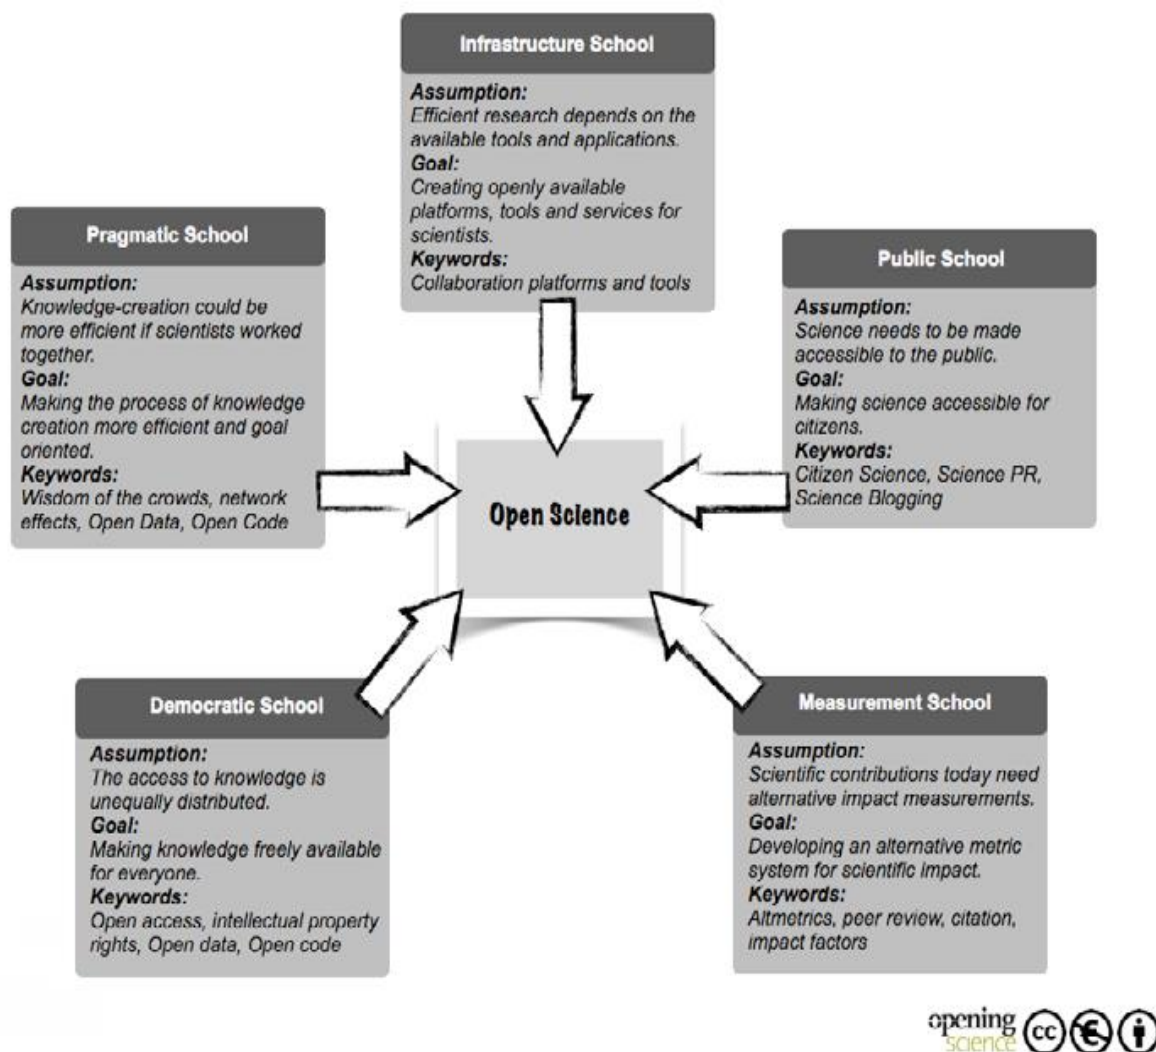 Infrastructure School
Assumption:
Efficient research depends on the
available tools and applications.
Goal:
Creating openly available
platforms, tools and services for
scientists.
Keywords:
Collaboration platforms and tools
Pragmatic School
Assumption:
Knowledge-creation could be
more efficient if scientists worked
together.
Goal:
Making the process of knowledge
creation more efficient and goal
oriented.
Keywords:
Wisdom of the crowds, network
effects, Open Data, Open Code
Public School
Assumption:
Science needs to be made
accessible to the public.
Goal:
Making science accessible for
citizens.
Keywords:
Citizen Science, Science PR,
Science Blogging
Open Science
Democratic School
Assumption:
The access to knowledge is
unequally distributed.
Goal:
Making knowledge freely available
for everyone.
Keywords:
Open access, intellectual property
rights, Open data, Open code
Measurement School
Assumption:
Scientific contributions today need
alternative impact measurements.
Goal:
Developing an alternative metric
system for scientific impact.
Keywords:
Altmetrics, peer review, citation,
impact factors
opening
science
cc €